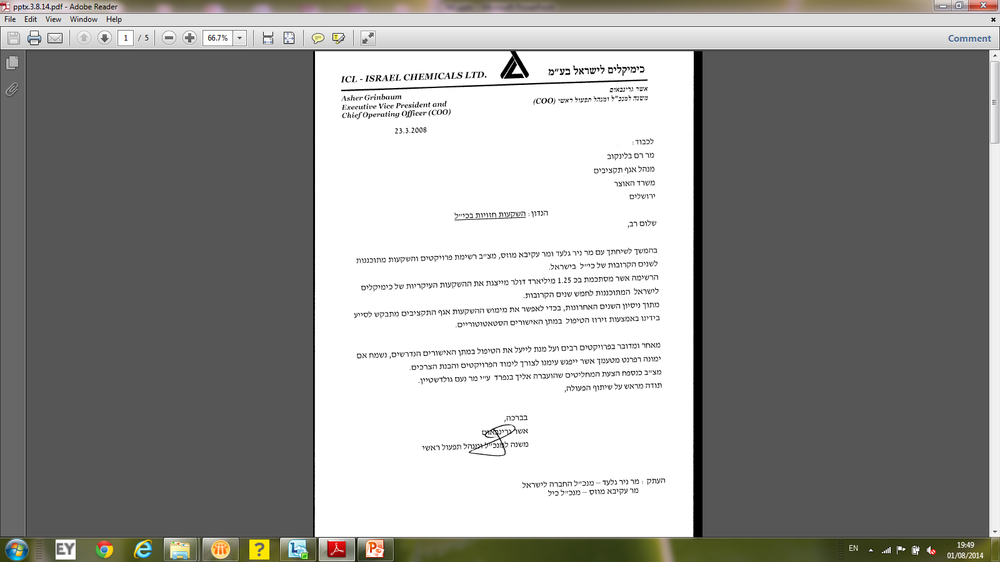 pptx.3.8.14.pdf - Adobe Reader
File Edit View Window Help
1 / 5 66.7% Comment
ICL - ISRAEL CHEMICALS LTD.
כימיקלים לישראל בע״מ
Asher Grinbaum
Executive Vice President and
Chief Operating Officer (COO)
אשר גרינבאום
משנה למנכ"ל ומנהל תפעול ראשי (COO)
23.3.2008
לכבוד :
מר רם בלינקוב
מנהל אגף תקציבים
משרד האוצר
ירושלים
הנדון : השקעות חזויות בכי״ל
שלום רב,
בהמשך לשיחתך עם מר ניר גלעד ומר עקיבא מוזס, מצ״ב רשימת פרויקטים והשקעות מתוכננות
לשנים הקרובות של כי״ל בישראל.
הרשימה אשר מסתכמת בכ 1.25 מיליארד דולר מייצגת את ההשקעות העיקריות של כימיקלים
לישראל המתוכננות לחמש שנים הקרובות.
מתוך ניסיון השנים האחרונות, בכדי לאפשר את מימוש ההשקעות אגף התקציבים מתבקש לסייע
בידינו באמצעות זירוז הטיפול במתן האישורים הסטאטוטוריים.
מאחר ומדובר בפרויקטים רבים ועל מנת לייעל את הטיפול במתן האישורים הנדרשים, נשמח אם
ימונה רפרנט מטעמך אשר ייפגש עימנו לצורך לימוד הפרויקטים והבנת הצרכים.
מצ״ב כנספח הצעת המחליטים שהועברה אליך בנפרד ע״י מר נעם גולדשטיין.
תודה מראש על שיתוף הפעולה,
בברכה,
אשר גרינבאום
משנה למנכ״ל ומנהל תפעול ראשי
העתק : מר ניר גלעד – מנכ״ל החברה לישראל
מר עקיבא מוזס – מנכ״ל כיל
EY
EN
19:49
01/08/2014